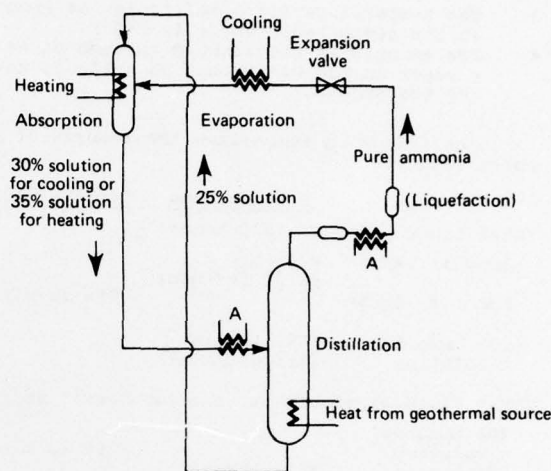 Cooling
Expansion
valve
Heating
Absorption
Evaporation
30% solution
for cooling or
35% solution
for heating
25% solution
Pure ammonia
(Liquefaction)
A
A
Distillation
Heat from geothermal source